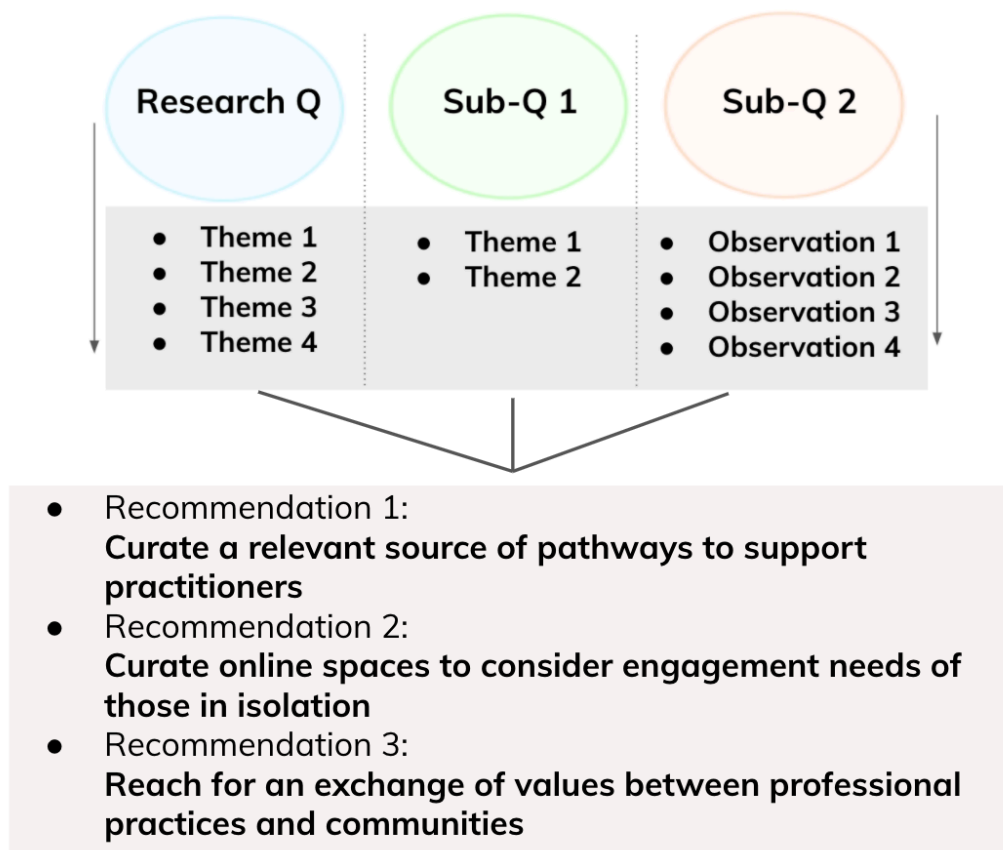 Research Q
Sub-Q 1
Sub-Q 2
● Theme 1
● Theme 2
● Theme 3
● Theme 4
● Theme 1
● Theme 2
● Observation 1
● Observation 2
● Observation 3
● Observation 4
● Recommendation 1:
Curate a relevant source of pathways to support
practitioners
● Recommendation 2:
Curate online spaces to consider engagement needs of
those in isolation
● Recommendation 3:
Reach for an exchange of values between professional
practices and communities